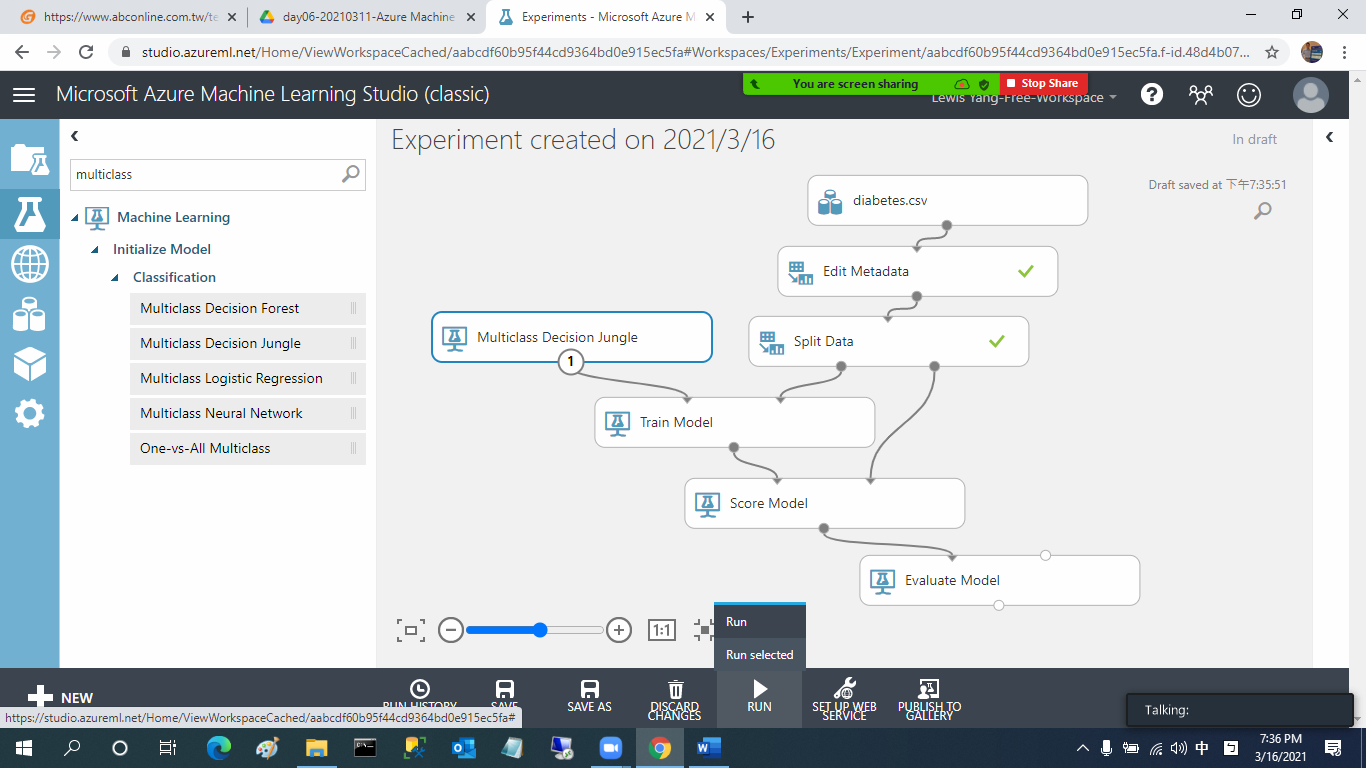 https://www.abconline.com.tw/te
day06-20210311-Azure Machine
Experiments - Microsoft Azure M
studio.azureml.net/Home/ViewWorkspaceCached/aabcdf60b95f44cd9364bd0e915ec5fa#Workspaces/Experiments/Experiment/aabcdf60b95f44cd9364bd0e915ec5fa.f-id.48d4b07...
Microsoft Azure Machine Learning Studio (classic)
You are screen sharing
Stop Share
Lewis Yang-Free-Workspace
multiclass
Machine Learning
Initialize Model
Classification
Multiclass Decision Forest
Multiclass Decision Jungle
Multiclass Logistic Regression
Multiclass Neural Network
One-vs-All Multiclass
Experiment created on 2021/3/16
In draft
Draft saved at 下午7:35:51
diabetes.csv
Edit Metadata
Multiclass Decision Jungle
1
Split Data
Train Model
Score Model
Evaluate Model
1:1
Run
Run selected
NEW
RUN HISTORY
SAVE
SAVE AS
DISCARD
CHANGES
RUN
SET UP WEB
SERVICE
PUBLISH TO
GALLERY
https://studio.azureml.net/Home/ViewWorkspaceCached/aabcdf60b95f44cd9364bd0e915ec5fa#
Talking:
中
7:36 PM
3/16/2021